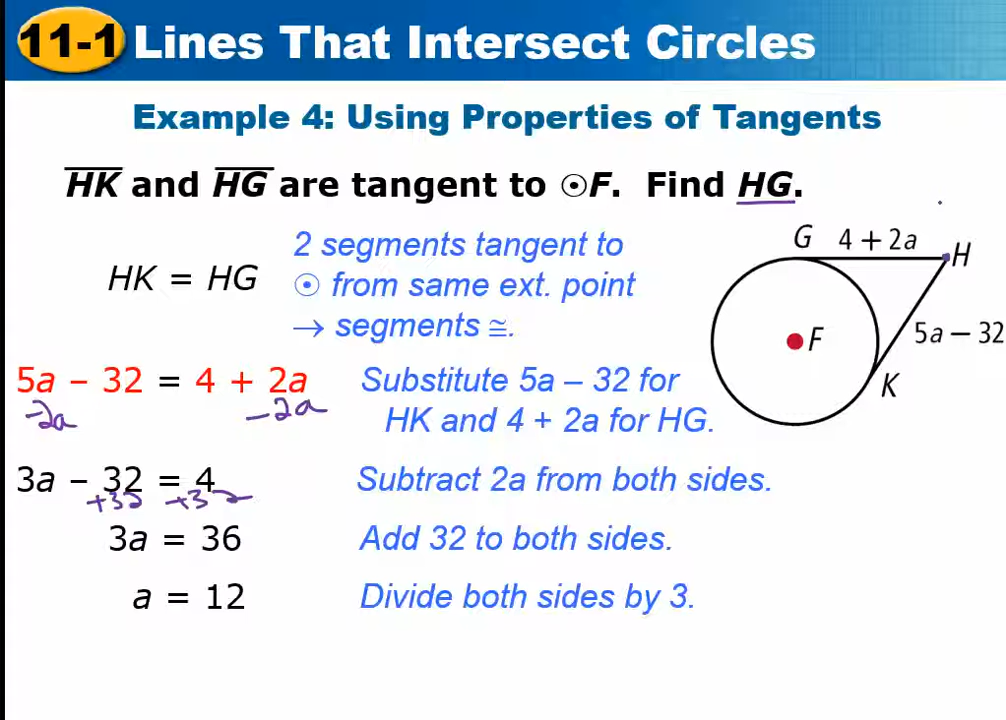 11-1 Lines That Intersect Circles
Example 4: Using Properties of Tangents
HK and HG are tangent to ⊙F. Find HG.
HK = HG
2 segments tangent to
⊙ from same ext. point
→ segments ≅.
G 4 + 2a H
F
5a – 32
K
5a – 32 = 4 + 2a
-2a -2a
Substitute 5a – 32 for
HK and 4 + 2a for HG.
3a – 32 = 4
+32 +32
Subtract 2a from both sides.
3a = 36
Add 32 to both sides.
a = 12
Divide both sides by 3.